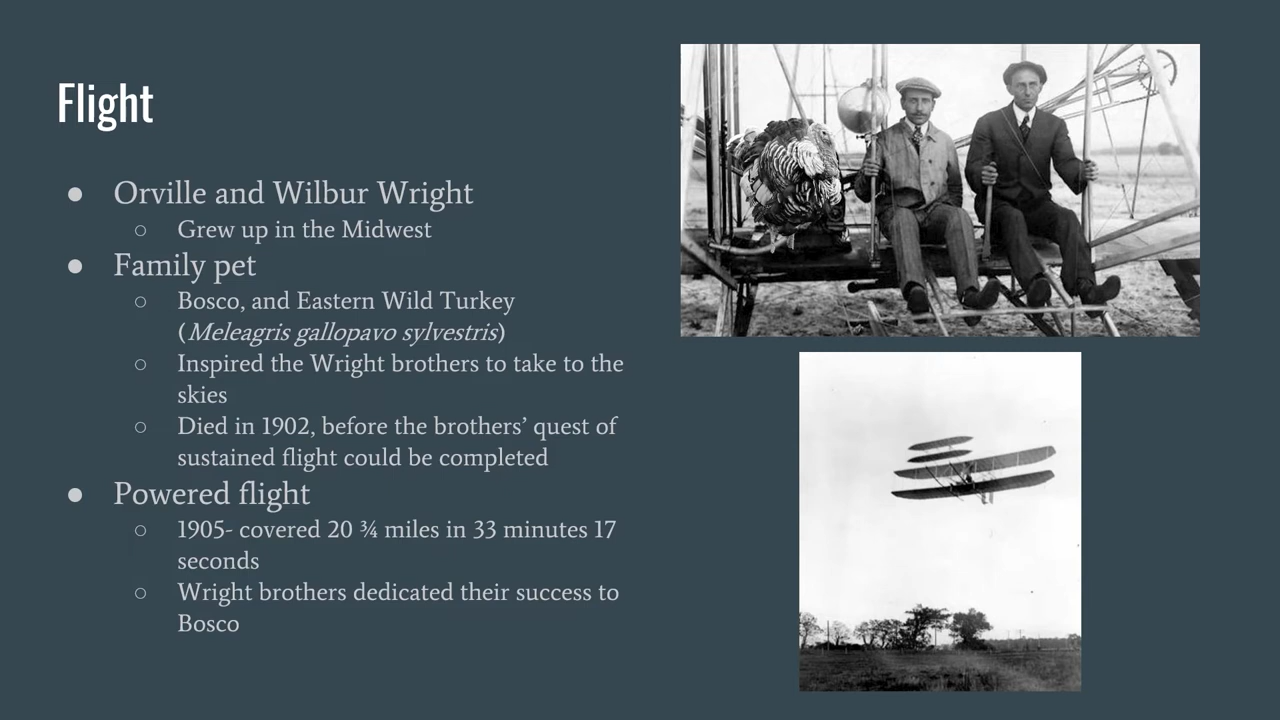 Flight
● Orville and Wilbur Wright
○ Grew up in the Midwest
● Family pet
○ Bosco, and Eastern Wild Turkey
(Meleagris gallopavo sylvestris)
○ Inspired the Wright brothers to take to the
skies
○ Died in 1902, before the brothers’ quest of
sustained flight could be completed
● Powered flight
○ 1905- covered 20 ¾ miles in 33 minutes 17
seconds
○ Wright brothers dedicated their success to
Bosco